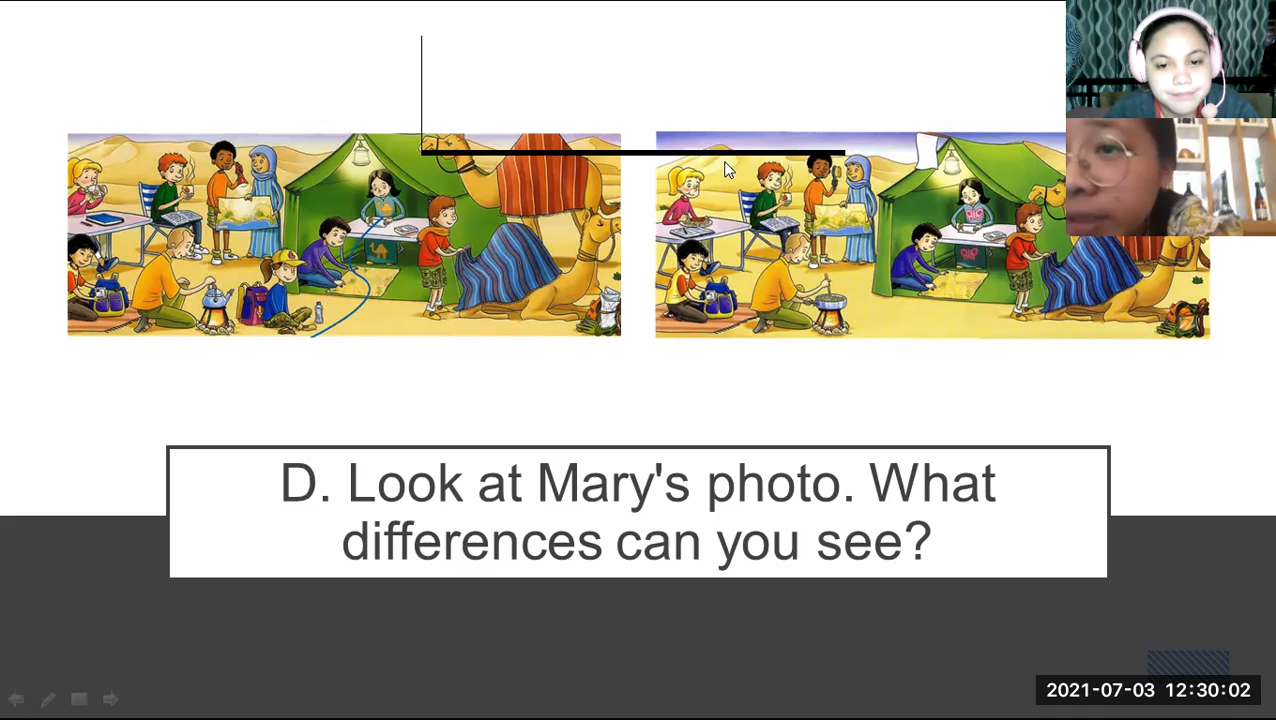 D. Look at Mary's photo. What
differences can you see?
2021-07-03 12:30:02